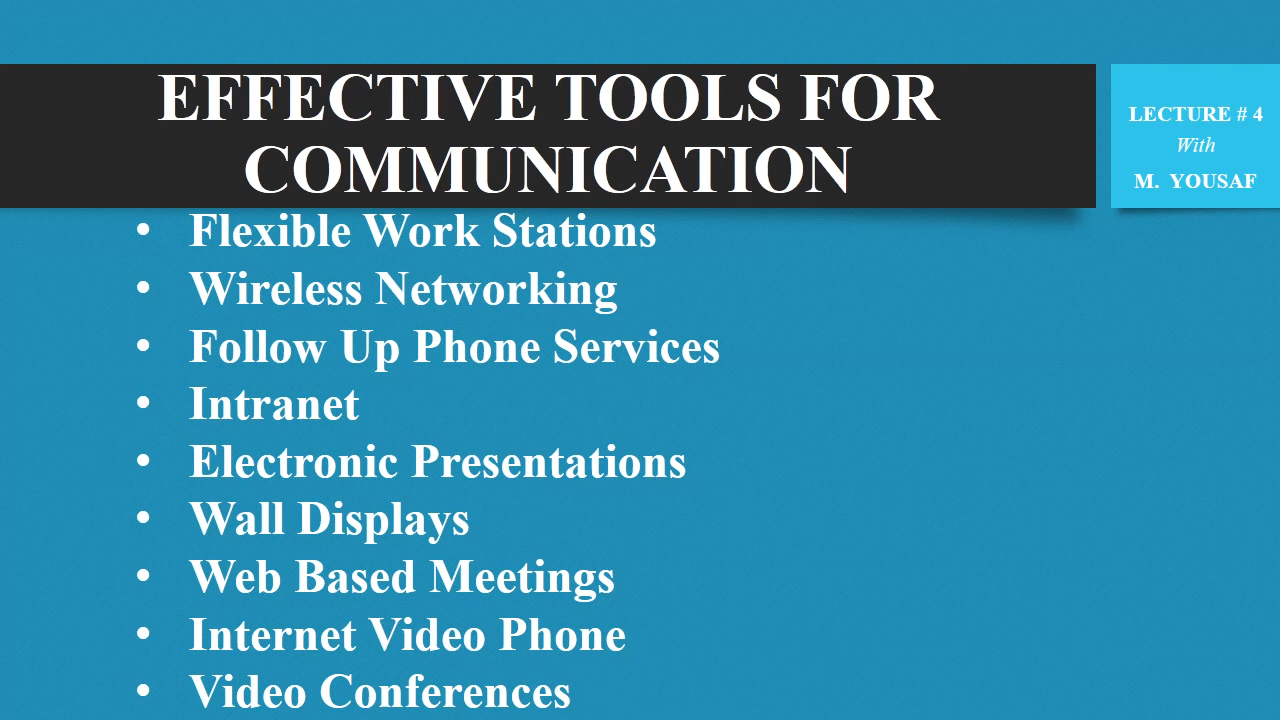 EFFECTIVE TOOLS FOR
COMMUNICATION
LECTURE # 4
With
M. YOUSAF
• Flexible Work Stations
• Wireless Networking
• Follow Up Phone Services
• Intranet
• Electronic Presentations
• Wall Displays
• Web Based Meetings
• Internet Video Phone
• Video Conferences